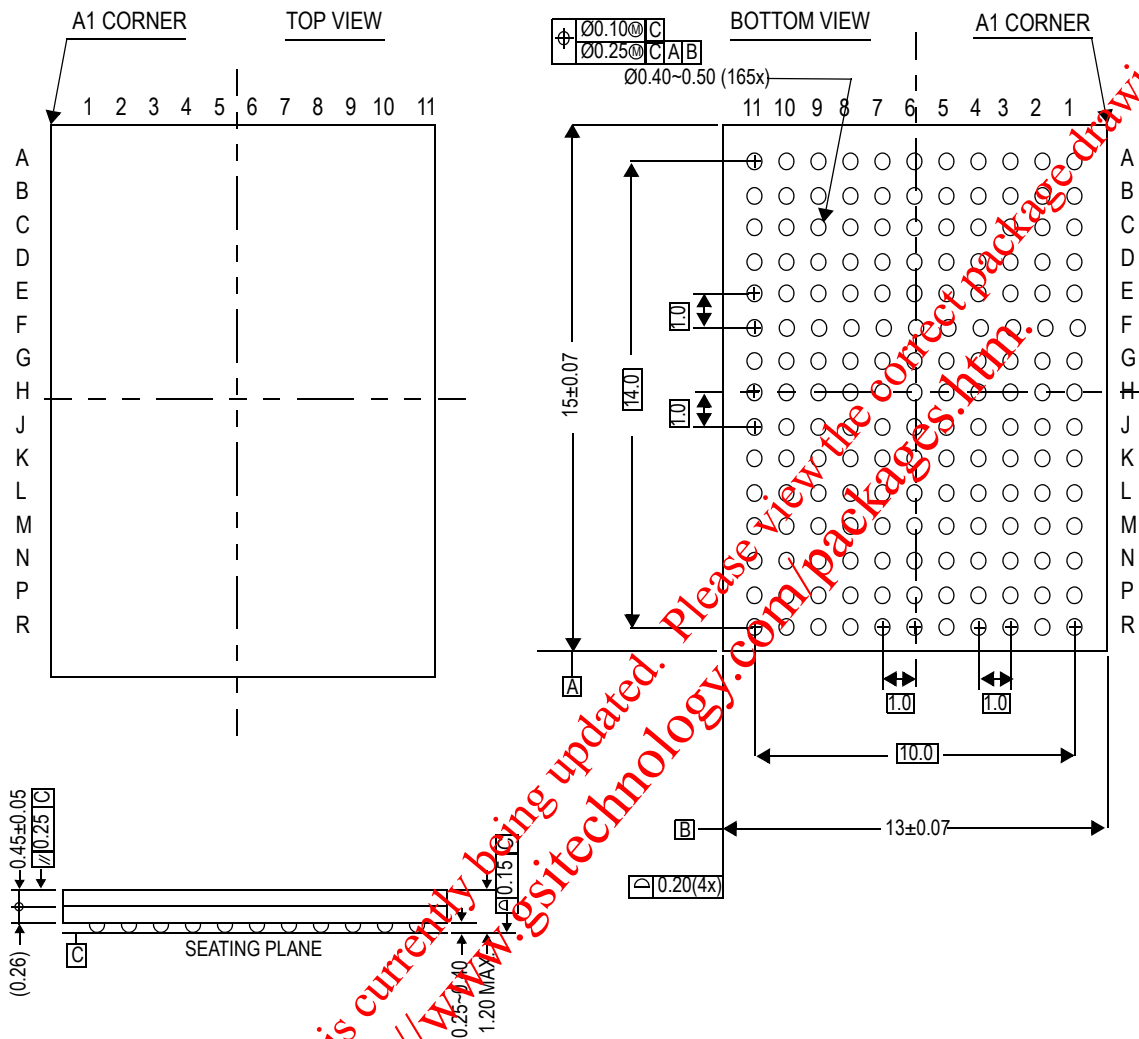 A1 CORNER
TOP VIEW
BOTTOM VIEW
A1 CORNER
Ø0.10Ⓜ C
Ø0.25Ⓜ C A B
Ø0.40~0.50 (165x)
1 2 3 4 5 6 7 8 9 10 11
11 10 9 8 7 6 5 4 3 2 1
A
B
C
D
E
F
G
H
J
K
L
M
N
P
R
A
B
C
D
E
F
G
H
J
K
L
M
N
P
R
15±0.07
14.0
1.0
1.0
A
1.0
1.0
10.0
B
13±0.07
0.20(4x)
0.45±0.05
0.25 C
(0.26)
C
SEATING PLANE
0.15 C
0.25~0.40
1.20 MAX.
is currently being updated. Please view the correct package drawi
//www.gsitechnology.com/packages.htm.